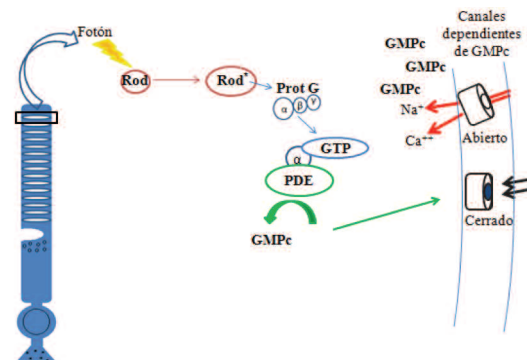 Fotón
Rod
Rod*
Prot G
α
β
γ
GTP
α
PDE
GMPc
Canales
dependientes
de GMPc
GMPc
GMPc
GMPc
Na⁺
Ca⁺⁺
Abierto
Cerrado